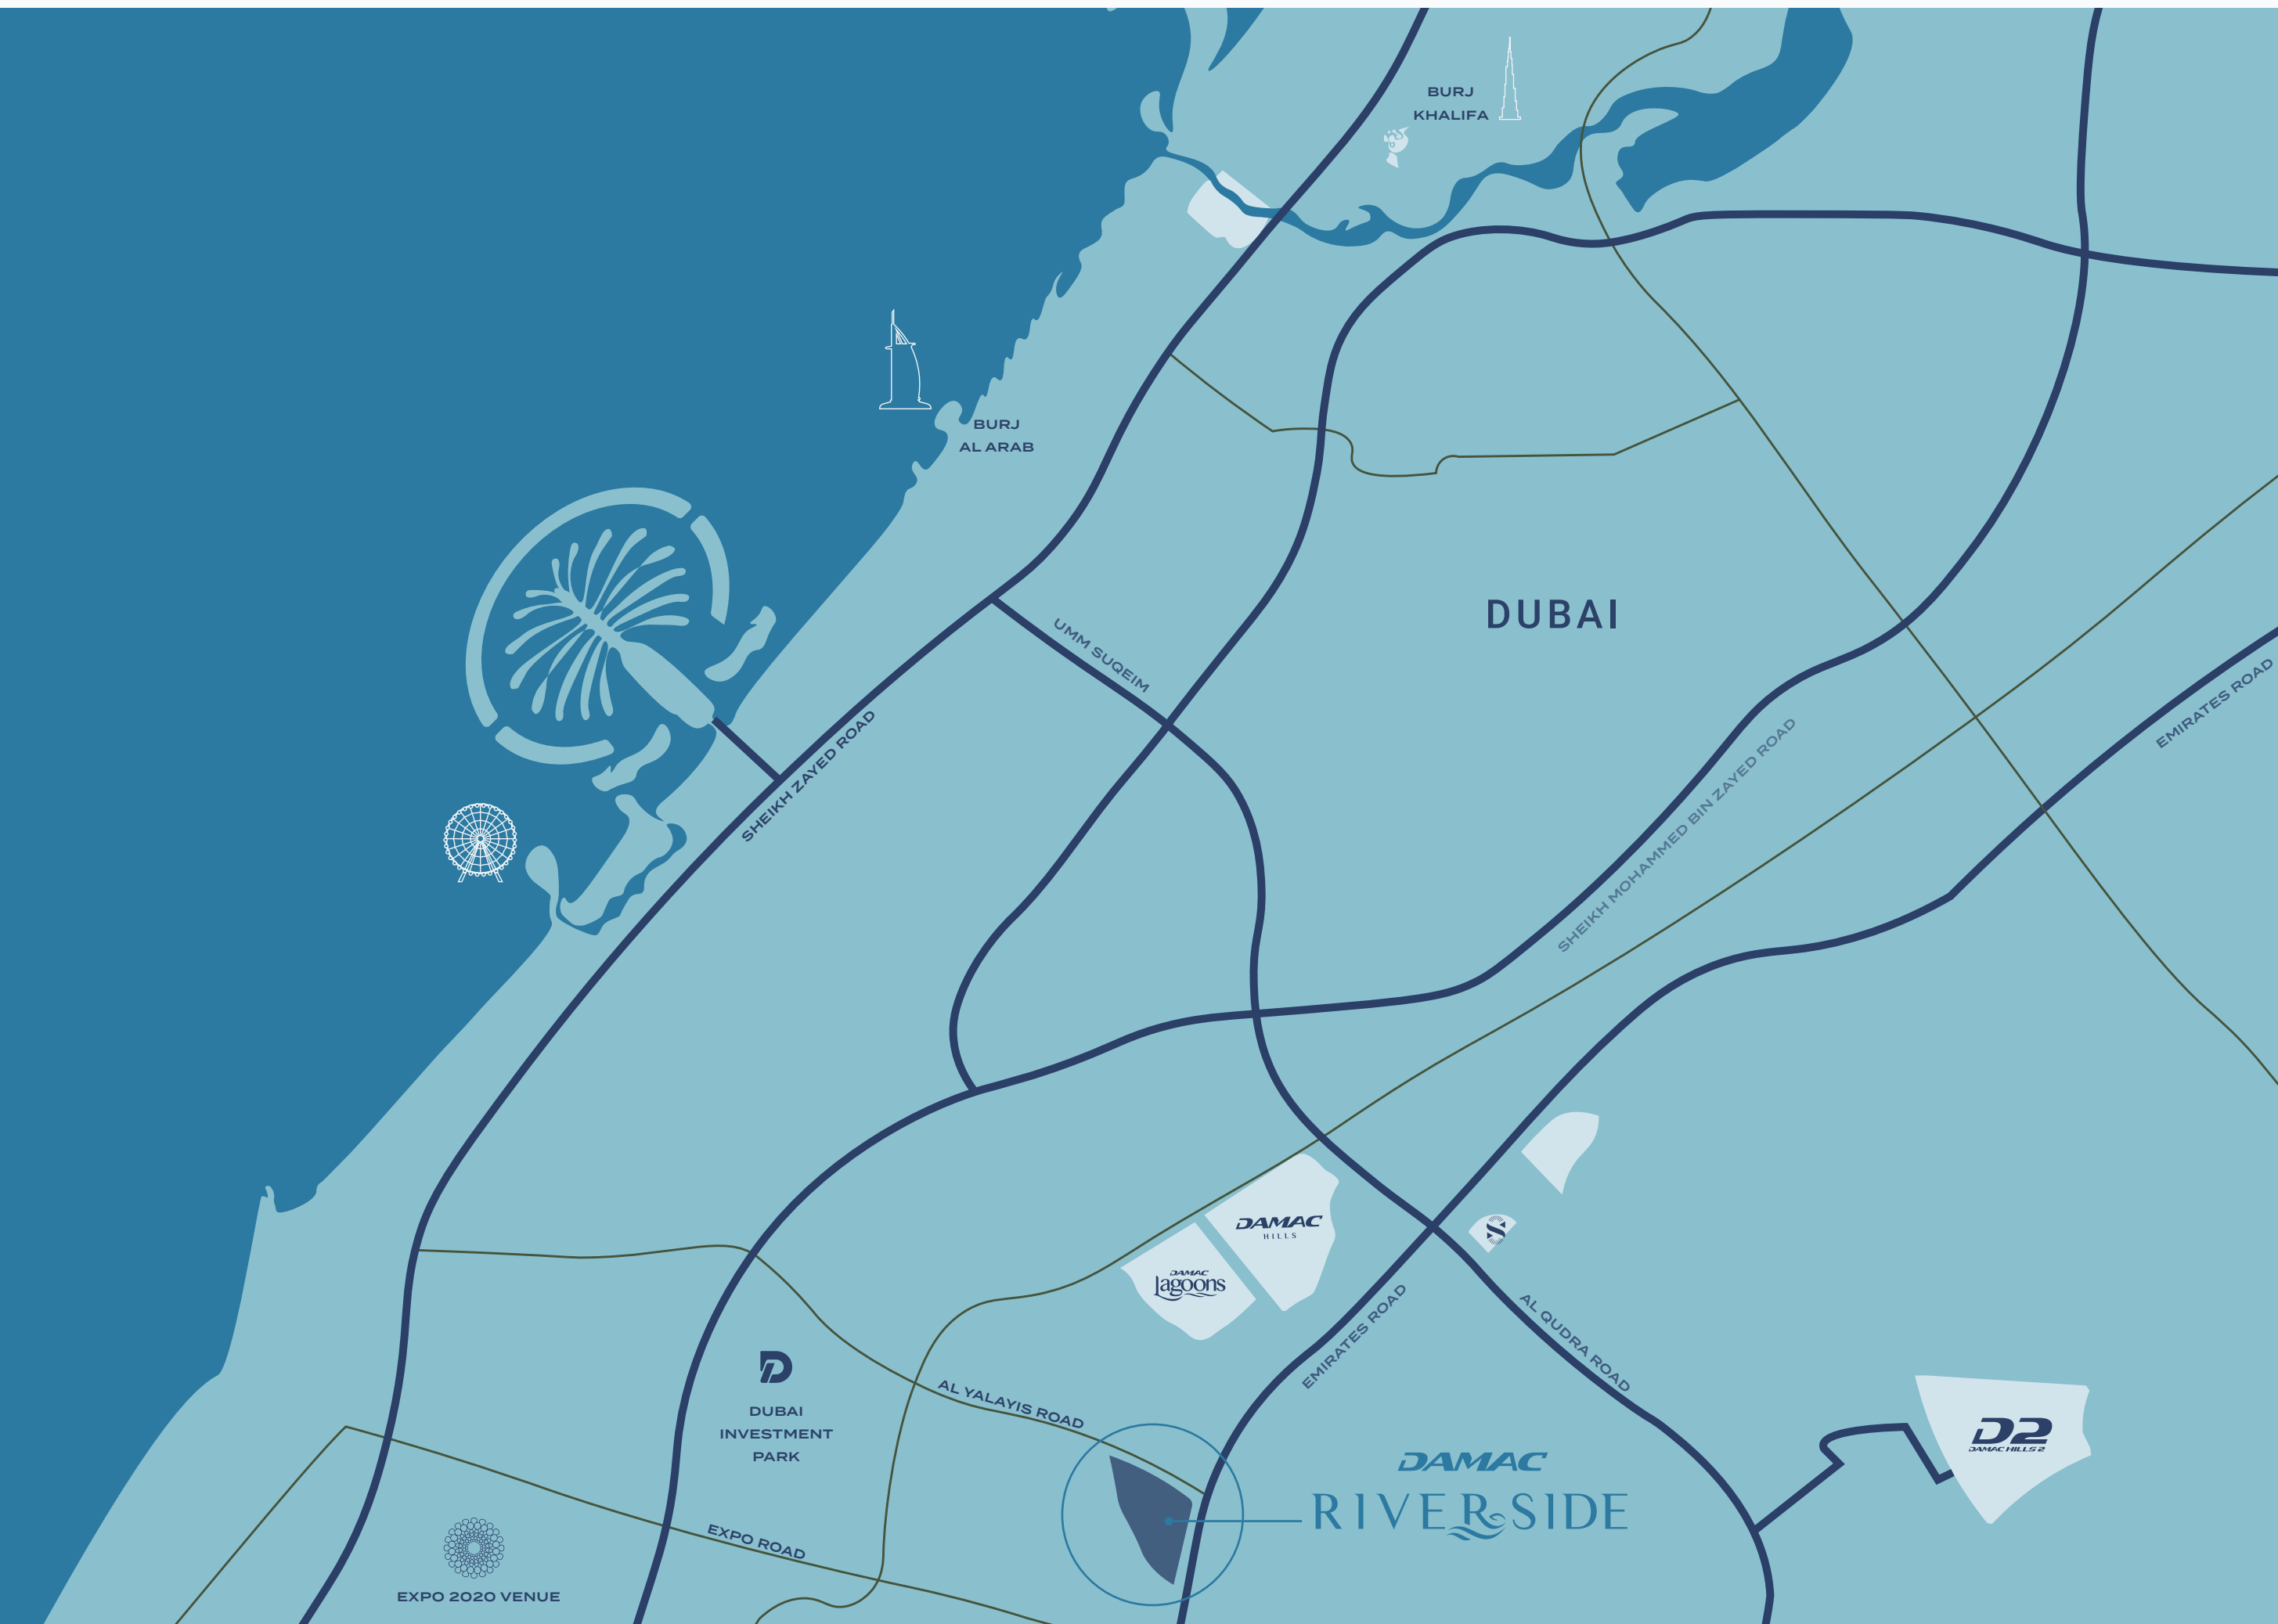 BURJ
KHALIFA
BURJ
AL ARAB
DUBAI
UMM SUQEIM
EMIRATES ROAD
SHEIKH ZAYED ROAD
SHEIKH MOHAMMED BIN ZAYED ROAD
DAMAC
HILLS
S
DAMAC
lagoons
EMIRATES ROAD
AL QUDRA ROAD
DUBAI
INVESTMENT
PARK
AL YALAYIS ROAD
D2
DAMAC HILLS 2
DAMAC
RIVERSIDE
EXPO ROAD
EXPO 2020 VENUE